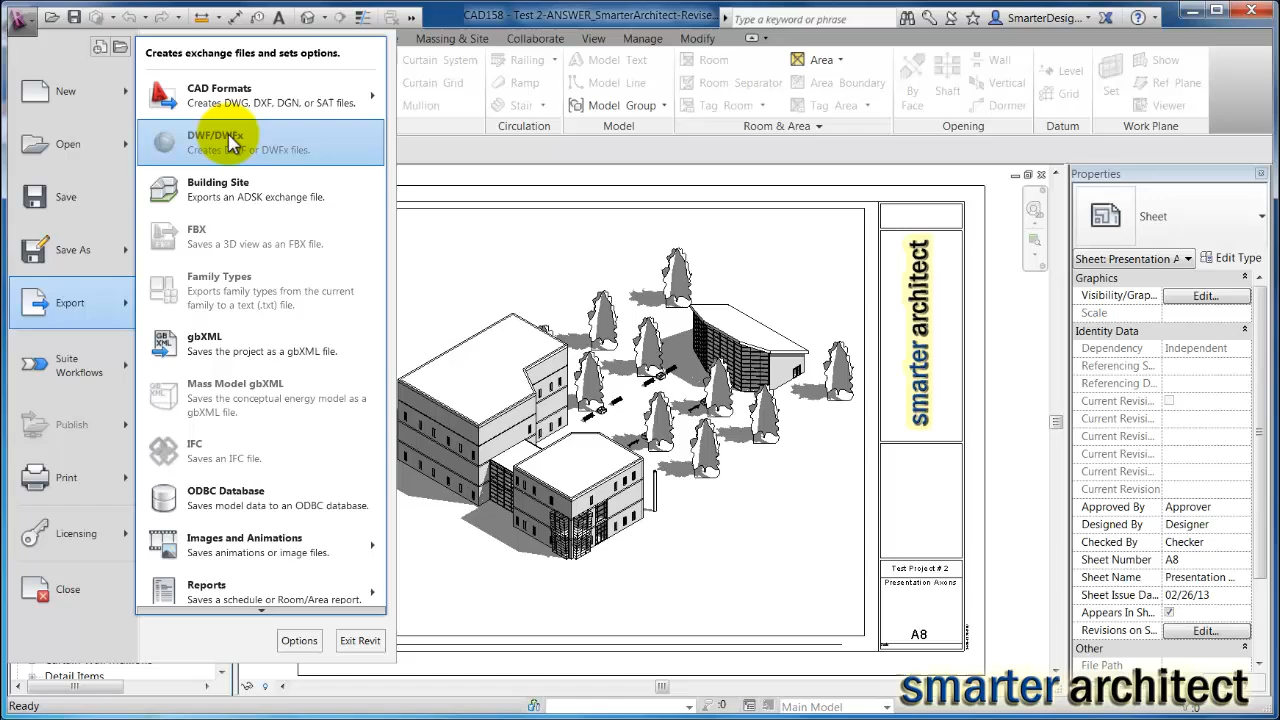 CAD158 - Test 2-ANSWER_SmarterArchitect-Revise...
Type a keyword or phrase
SmarterDesig...
Massing & Site
Collaborate
View
Manage
Modify
Curtain System
Curtain Grid
Mullion
Railing
Ramp
Stair
Circulation
Model Text
Model Line
Model Group
Model
Room
Room Separator
Tag Room
Area
Area Boundary
Tag Area
Room & Area
By Face
Shaft
Wall
Vertical
Dormer
Opening
Level
Grid
Datum
Set
Show
Ref Plane
Viewer
Work Plane
New
Open
Save
Save As
Export
Suite Workflows
Publish
Print
Licensing
Close
Creates exchange files and sets options.
CAD Formats
Creates DWG, DXF, DGN, or SAT files.
DWF/DWFx
Creates DWF or DWFx files.
Building Site
Exports an ADSK exchange file.
FBX
Saves a 3D view as an FBX file.
Family Types
Exports family types from the current
family to a text (.txt) file.
gbXML
Saves the project as a gbXML file.
Mass Model gbXML
Saves the conceptual energy model as a
gbXML file.
IFC
Saves an IFC file.
ODBC Database
Saves model data to an ODBC database.
Images and Animations
Saves animations or image files.
Reports
Saves a schedule or Room/Area report.
Options
Exit Revit
smarter architect
Test Project # 2
Presentation Axons
A8
Properties
Sheet
Sheet: Presentation A
Edit Type
Graphics
Visibility/Grap... Edit...
Scale
Identity Data
Dependency Independent
Referencing S...
Referencing D...
Current Revisi...
Current Revisi...
Current Revisi...
Current Revisi...
Current Revisi...
Current Revision
Approved By Approver
Designed By Designer
Checked By Checker
Sheet Number A8
Sheet Name Presentation ...
Sheet Issue Da... 02/26/13
Appears In Sh...
Revisions on S... Edit...
Other
File Path
Detail Items
Ready
:0
Main Model
smarter architect